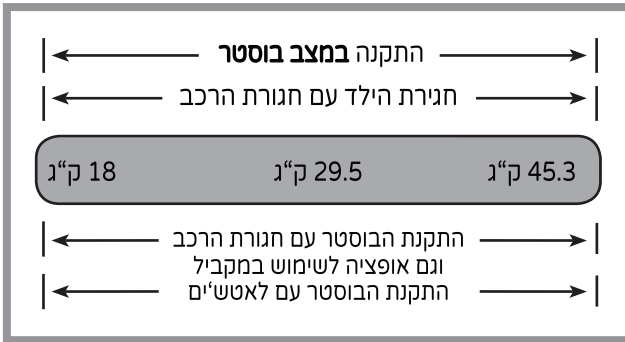 התקנה במצב בוסטר
חגירת הילד עם חגורת הרכב
18 ק"ג 29.5 ק"ג 45.3 ק"ג
התקנת הבוסטר עם חגורת הרכב
וגם אופציה לשימוש במקביל
התקנת הבוסטר עם לאטש'ים